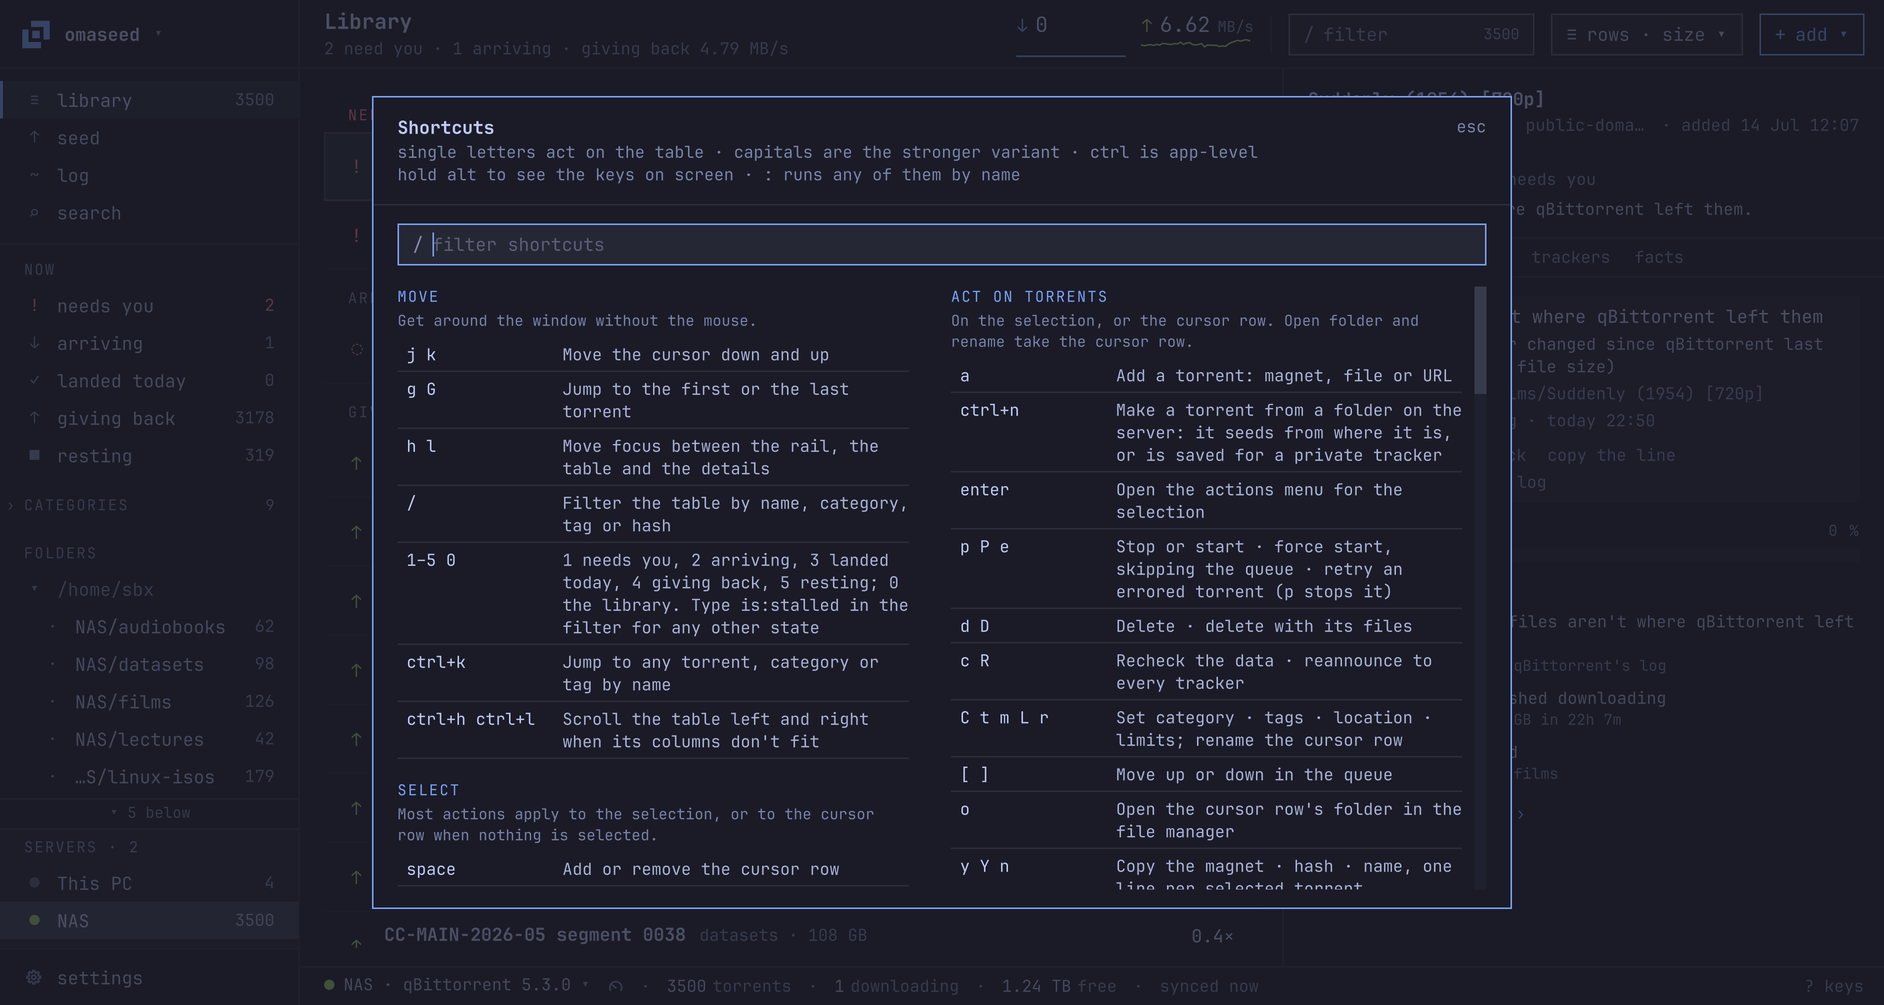 omaseed
Library
2 need you · 1 arriving · giving back 4.79 MB/s
↓ 0
↑ 6.62 MB/s
/ filter 3500
rows · size
+ add
library 3500
seed
log
search
NOW
! needs you 2
arriving 1
landed today 0
giving back 3178
resting 319
CATEGORIES 9
FOLDERS
/home/sbx
NAS/audiobooks 62
NAS/datasets 98
NAS/films 126
NAS/lectures 42
…S/linux-isos 179
5 below
SERVERS · 2
This PC 4
NAS 3500
settings
Shortcuts
esc
single letters act on the table · capitals are the stronger variant · ctrl is app-level
hold alt to see the keys on screen · : runs any of them by name
/ filter shortcuts
MOVE
Get around the window without the mouse.
j k Move the cursor down and up
g G Jump to the first or the last
torrent
h l Move focus between the rail, the
table and the details
/ Filter the table by name, category,
tag or hash
1–5 0 1 needs you, 2 arriving, 3 landed
today, 4 giving back, 5 resting; 0
the library. Type is:stalled in the
filter for any other state
ctrl+k Jump to any torrent, category or
tag by name
ctrl+h ctrl+l Scroll the table left and right
when its columns don't fit
SELECT
Most actions apply to the selection, or to the cursor
row when nothing is selected.
space Add or remove the cursor row
ACT ON TORRENTS
On the selection, or the cursor row. Open folder and
rename take the cursor row.
a Add a torrent: magnet, file or URL
ctrl+n Make a torrent from a folder on the
server: it seeds from where it is,
or is saved for a private tracker
enter Open the actions menu for the
selection
p P e Stop or start · force start,
skipping the queue · retry an
errored torrent (p stops it)
d D Delete · delete with its files
c R Recheck the data · reannounce to
every tracker
C t m L r Set category · tags · location ·
limits; rename the cursor row
[ ] Move up or down in the queue
o Open the cursor row's folder in the
file manager
y Y n Copy the magnet · hash · name, one
line per selected torrent
Suddenly (1954) [720p]
public-doma… · added 14 Jul 12:07
needs you
qBittorrent left them.
trackers facts
where qBittorrent left them
changed since qBittorrent last
file size)
/Suddenly (1954) [720p]
· today 22:50
copy the line
log
0 %
files aren't where qBittorrent left
qBittorrent's log
downloading
GB in 22h 7m
films
CC-MAIN-2026-05 segment 0038 datasets · 108 GB 0.4×
NAS · qBittorrent 5.3.0 · 3500 torrents · 1 downloading · 1.24 TB free · synced now
? keys